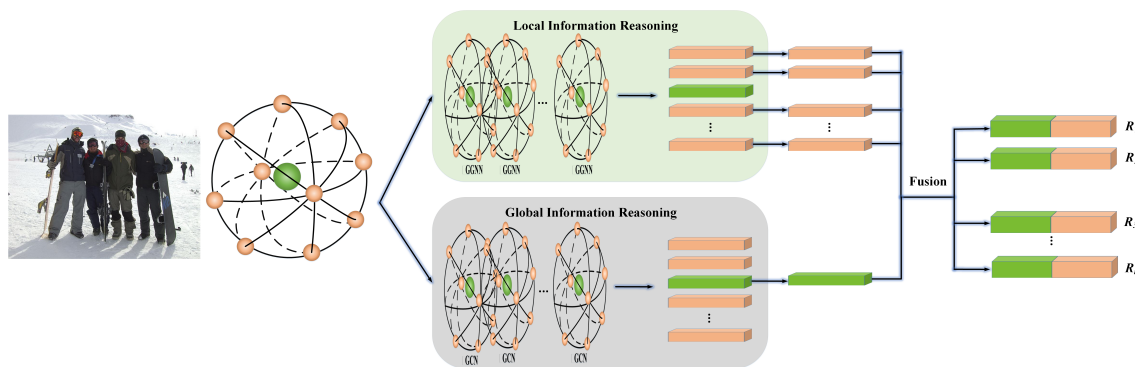 Local Information Reasoning
...
GGNN GGNN GGNN
Fusion
R
R
Global Information Reasoning
...
R
R
GCN GCN GCN